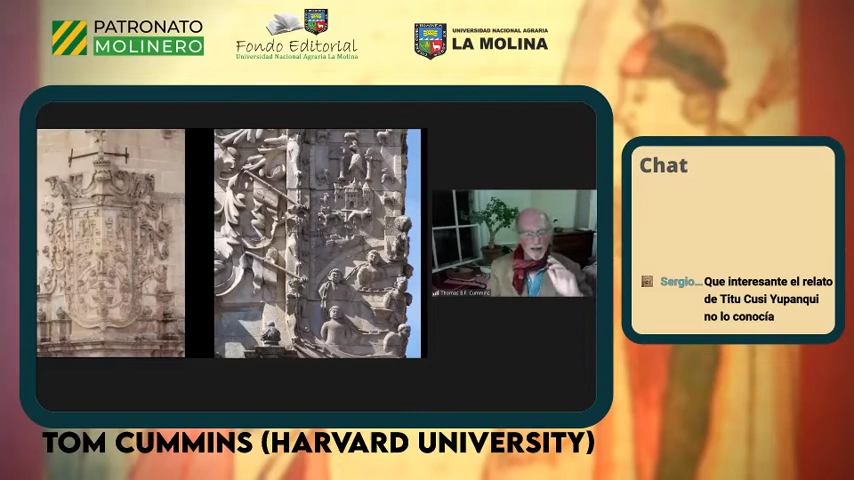 PATRONATO
MOLINERO
Fondo Editorial
Universidad Nacional Agraria La Molina
UNIVERSIDAD NACIONAL AGRARIA
LA MOLINA
Chat
Sergio... Que interesante el relato
de Titu Cusi Yupanqui
no lo conocía
Thomas B.F. Cummins
TOM CUMMINS (HARVARD UNIVERSITY)